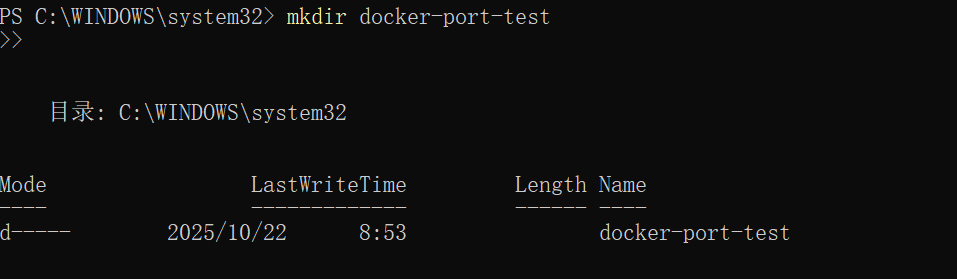 PS C:\WINDOWS\system32> mkdir docker-port-test
>>
目录: C:\WINDOWS\system32
Mode                 LastWriteTime         Length Name
----                 -------------         ------ ----
d-----        2025/10/22      8:53                docker-port-test